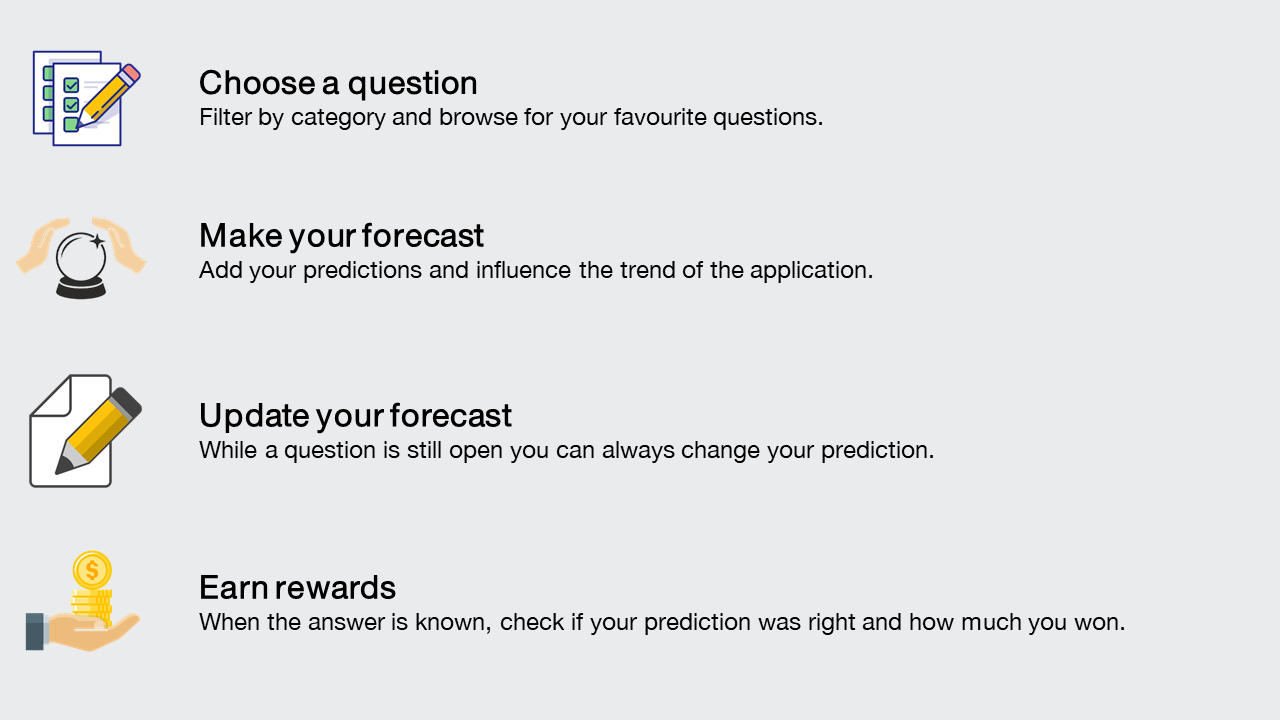 Choose a question
Filter by category and browse for your favourite questions.
Make your forecast
Add your predictions and influence the trend of the application.
Update your forecast
While a question is still open you can always change your prediction.
$
Earn rewards
When the answer is known, check if your prediction was right and how much you won.